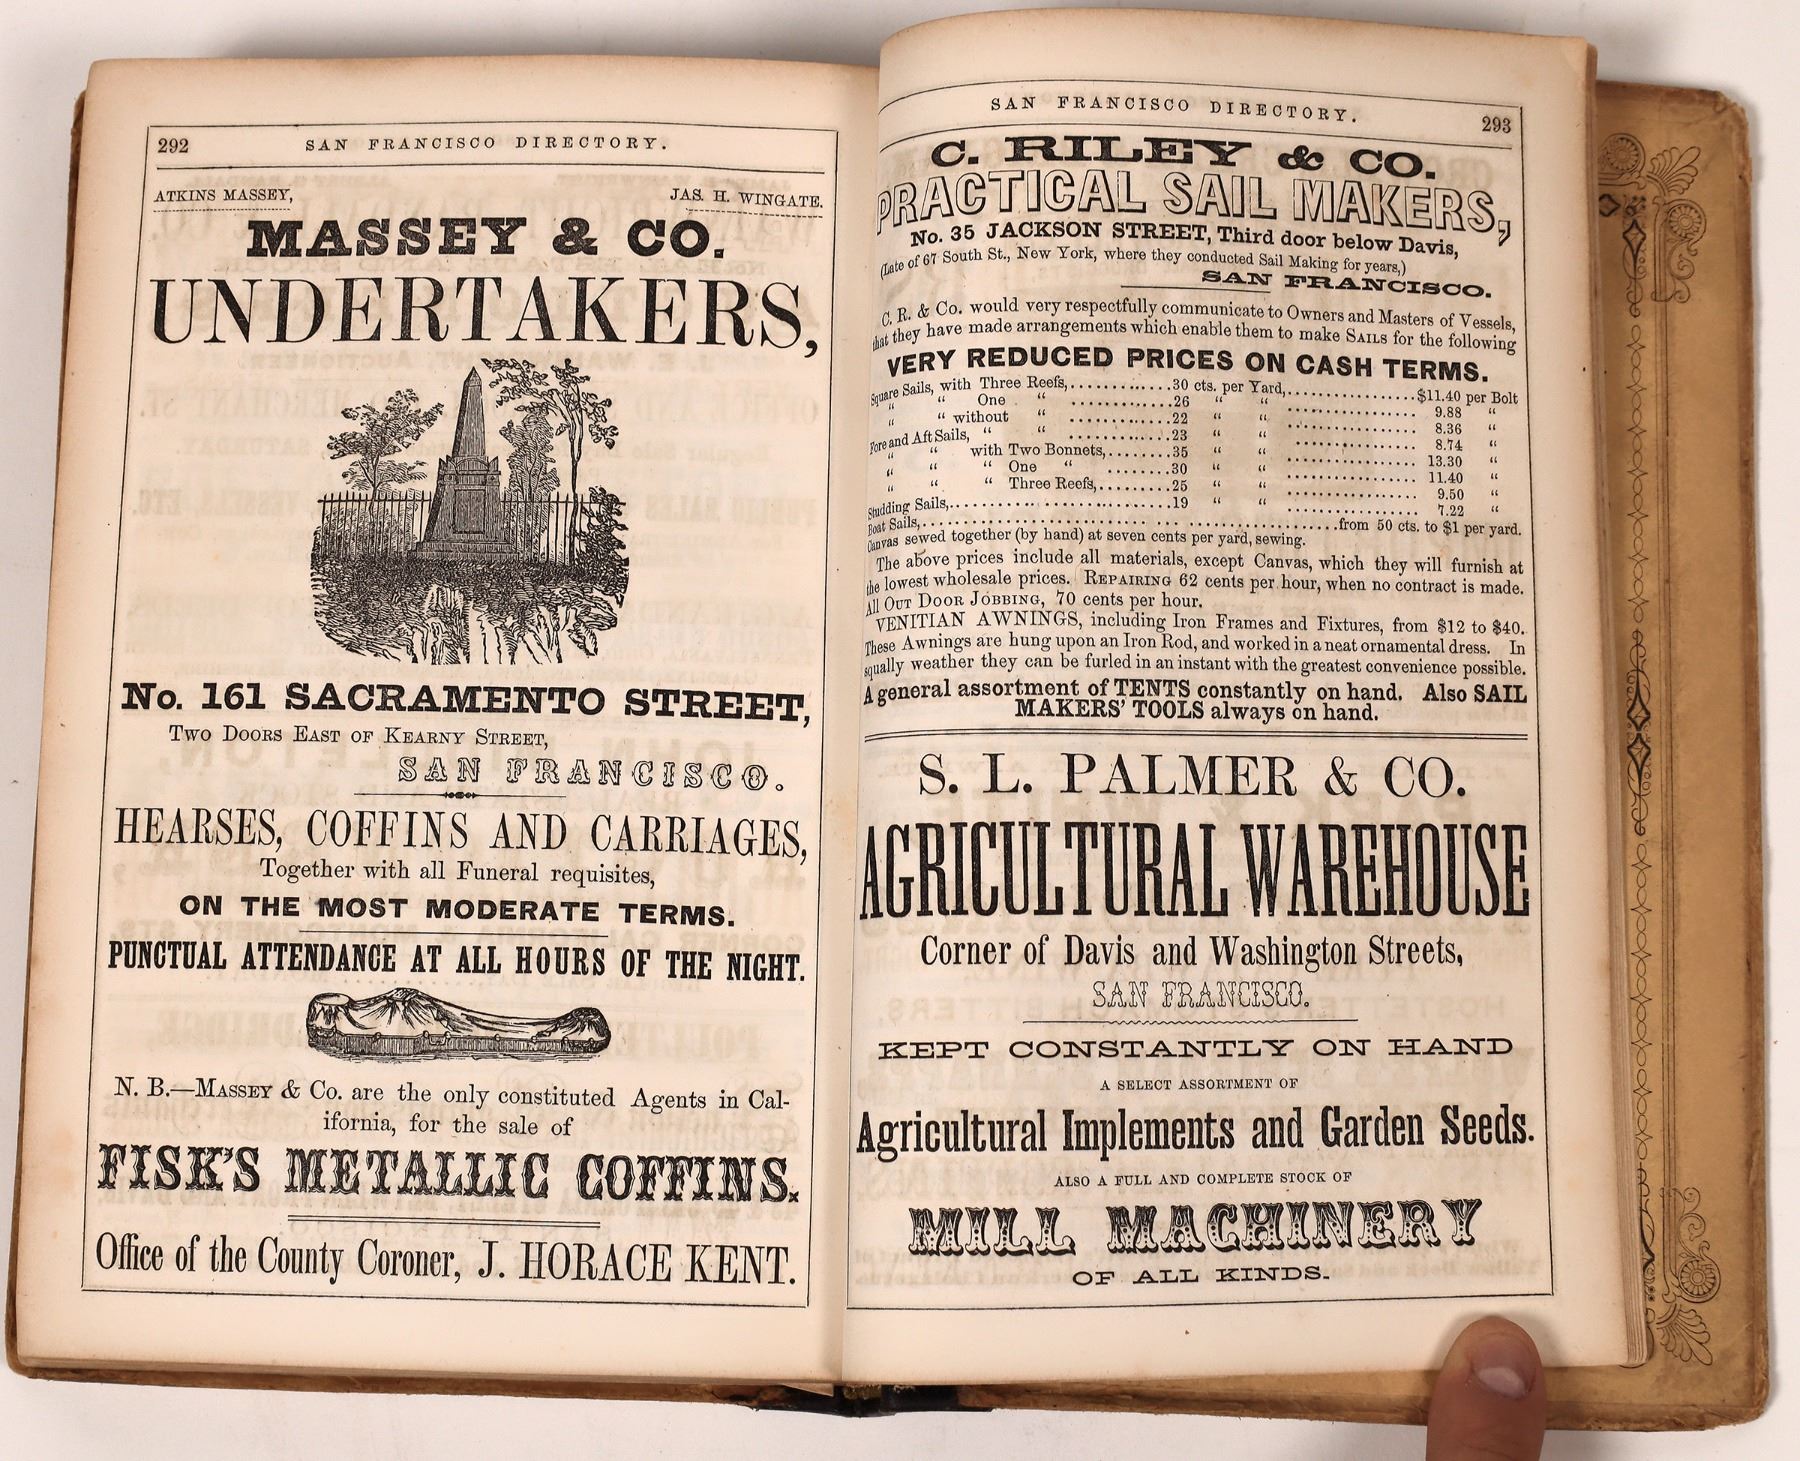 292
SAN FRANCISCO DIRECTORY.
ATKINS MASSEY, JAS. H. WINGATE.
MASSEY & CO.
UNDERTAKERS,
No. 161 SACRAMENTO STREET,
TWO DOORS EAST OF KEARNY STREET,
SAN FRANCISCO.
HEARSES, COFFINS AND CARRIAGES,
Together with all Funeral requisites,
ON THE MOST MODERATE TERMS.
PUNCTUAL ATTENDANCE AT ALL HOURS OF THE NIGHT.
N. B.—MASSEY & Co. are the only constituted Agents in Cal-
ifornia, for the sale of
FISK'S METALLIC COFFINS.
Office of the County Coroner, J. HORACE KENT.
SAN FRANCISCO DIRECTORY. 293
C. RILEY & CO.
PRACTICAL SAIL MAKERS,
No. 35 JACKSON STREET, Third door below Davis,
(Late of 67 South St., New York, where they conducted Sail Making for years,)
SAN FRANCISCO.
C. R. & Co. would very respectfully communicate to Owners and Masters of Vessels,
that they have made arrangements which enable them to make SAILS for the following
VERY REDUCED PRICES ON CASH TERMS.
Square Sails, with Three Reefs,............30 cts. per Yard,................$11.40 per Bolt
" " One " ............26 " " ................ 9.88 "
" " without " ............22 " " ................ 8.36 "
Fore and Aft Sails, " " ............23 " " ................ 8.74 "
" " with Two Bonnets,........35 " " ................ 13.30 "
" " " One " ........30 " " ................ 11.40 "
" " " Three Reefs,........25 " " ................ 9.50 "
Studding Sails,............................19 " " ................ 7.22 "
Boat Sails,................................................from 50 cts. to $1 per yard.
Canvas sewed together (by hand) at seven cents per yard, sewing.
The above prices include all materials, except Canvas, which they will furnish at
the lowest wholesale prices. REPAIRING 62 cents per hour, when no contract is made.
All OUT DOOR JOBBING, 70 cents per hour.
VENITIAN AWNINGS, including Iron Frames and Fixtures, from $12 to $40.
These Awnings are hung upon an Iron Rod, and worked in a neat ornamental dress. In
squally weather they can be furled in an instant with the greatest convenience possible.
A general assortment of TENTS constantly on hand. Also SAIL
MAKERS' TOOLS always on hand.
S. L. PALMER & CO.
AGRICULTURAL WAREHOUSE
Corner of Davis and Washington Streets,
SAN FRANCISCO.
KEPT CONSTANTLY ON HAND
A SELECT ASSORTMENT OF
Agricultural Implements and Garden Seeds.
ALSO A FULL AND COMPLETE STOCK OF
MILL MACHINERY
OF ALL KINDS.